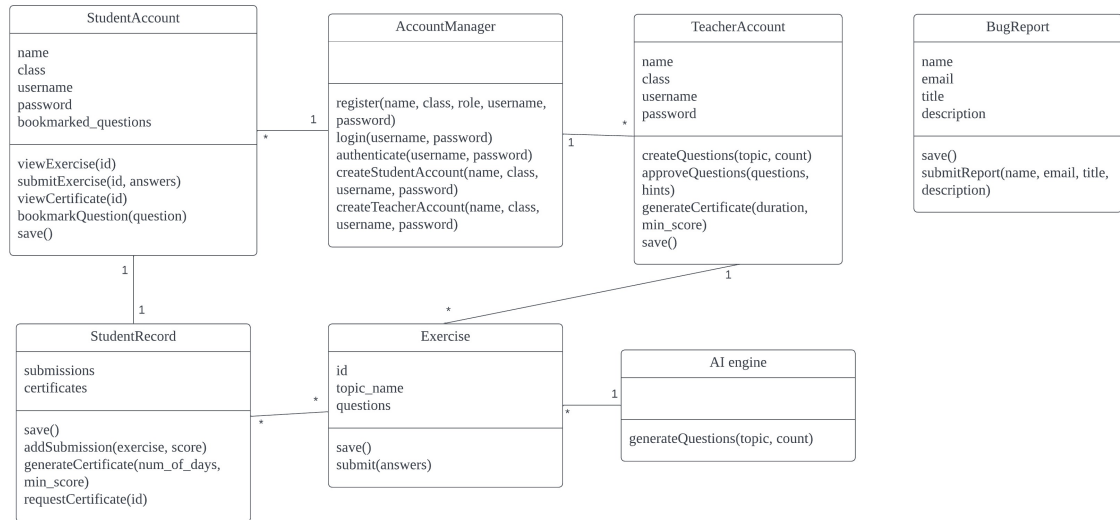 StudentAccount
name
class
username
password
bookmarked_questions
viewExercise(id)
submitExercise(id, answers)
viewCertificate(id)
bookmarkQuestion(question)
save()
*
1
AccountManager
register(name, class, role, username,
password)
login(username, password)
authenticate(username, password)
createStudentAccount(name, class,
username, password)
createTeacherAccount(name, class,
username, password)
1
*
TeacherAccount
name
class
username
password
createQuestions(topic, count)
approveQuestions(questions,
hints)
generateCertificate(duration,
min_score)
save()
BugReport
name
email
title
description
save()
submitReport(name, email, title,
description)
1
1
1
*
StudentRecord
submissions
certificates
save()
addSubmission(exercise, score)
generateCertificate(num_of_days,
min_score)
requestCertificate(id)
*
*
Exercise
id
topic_name
questions
save()
submit(answers)
*
1
AI engine
generateQuestions(topic, count)